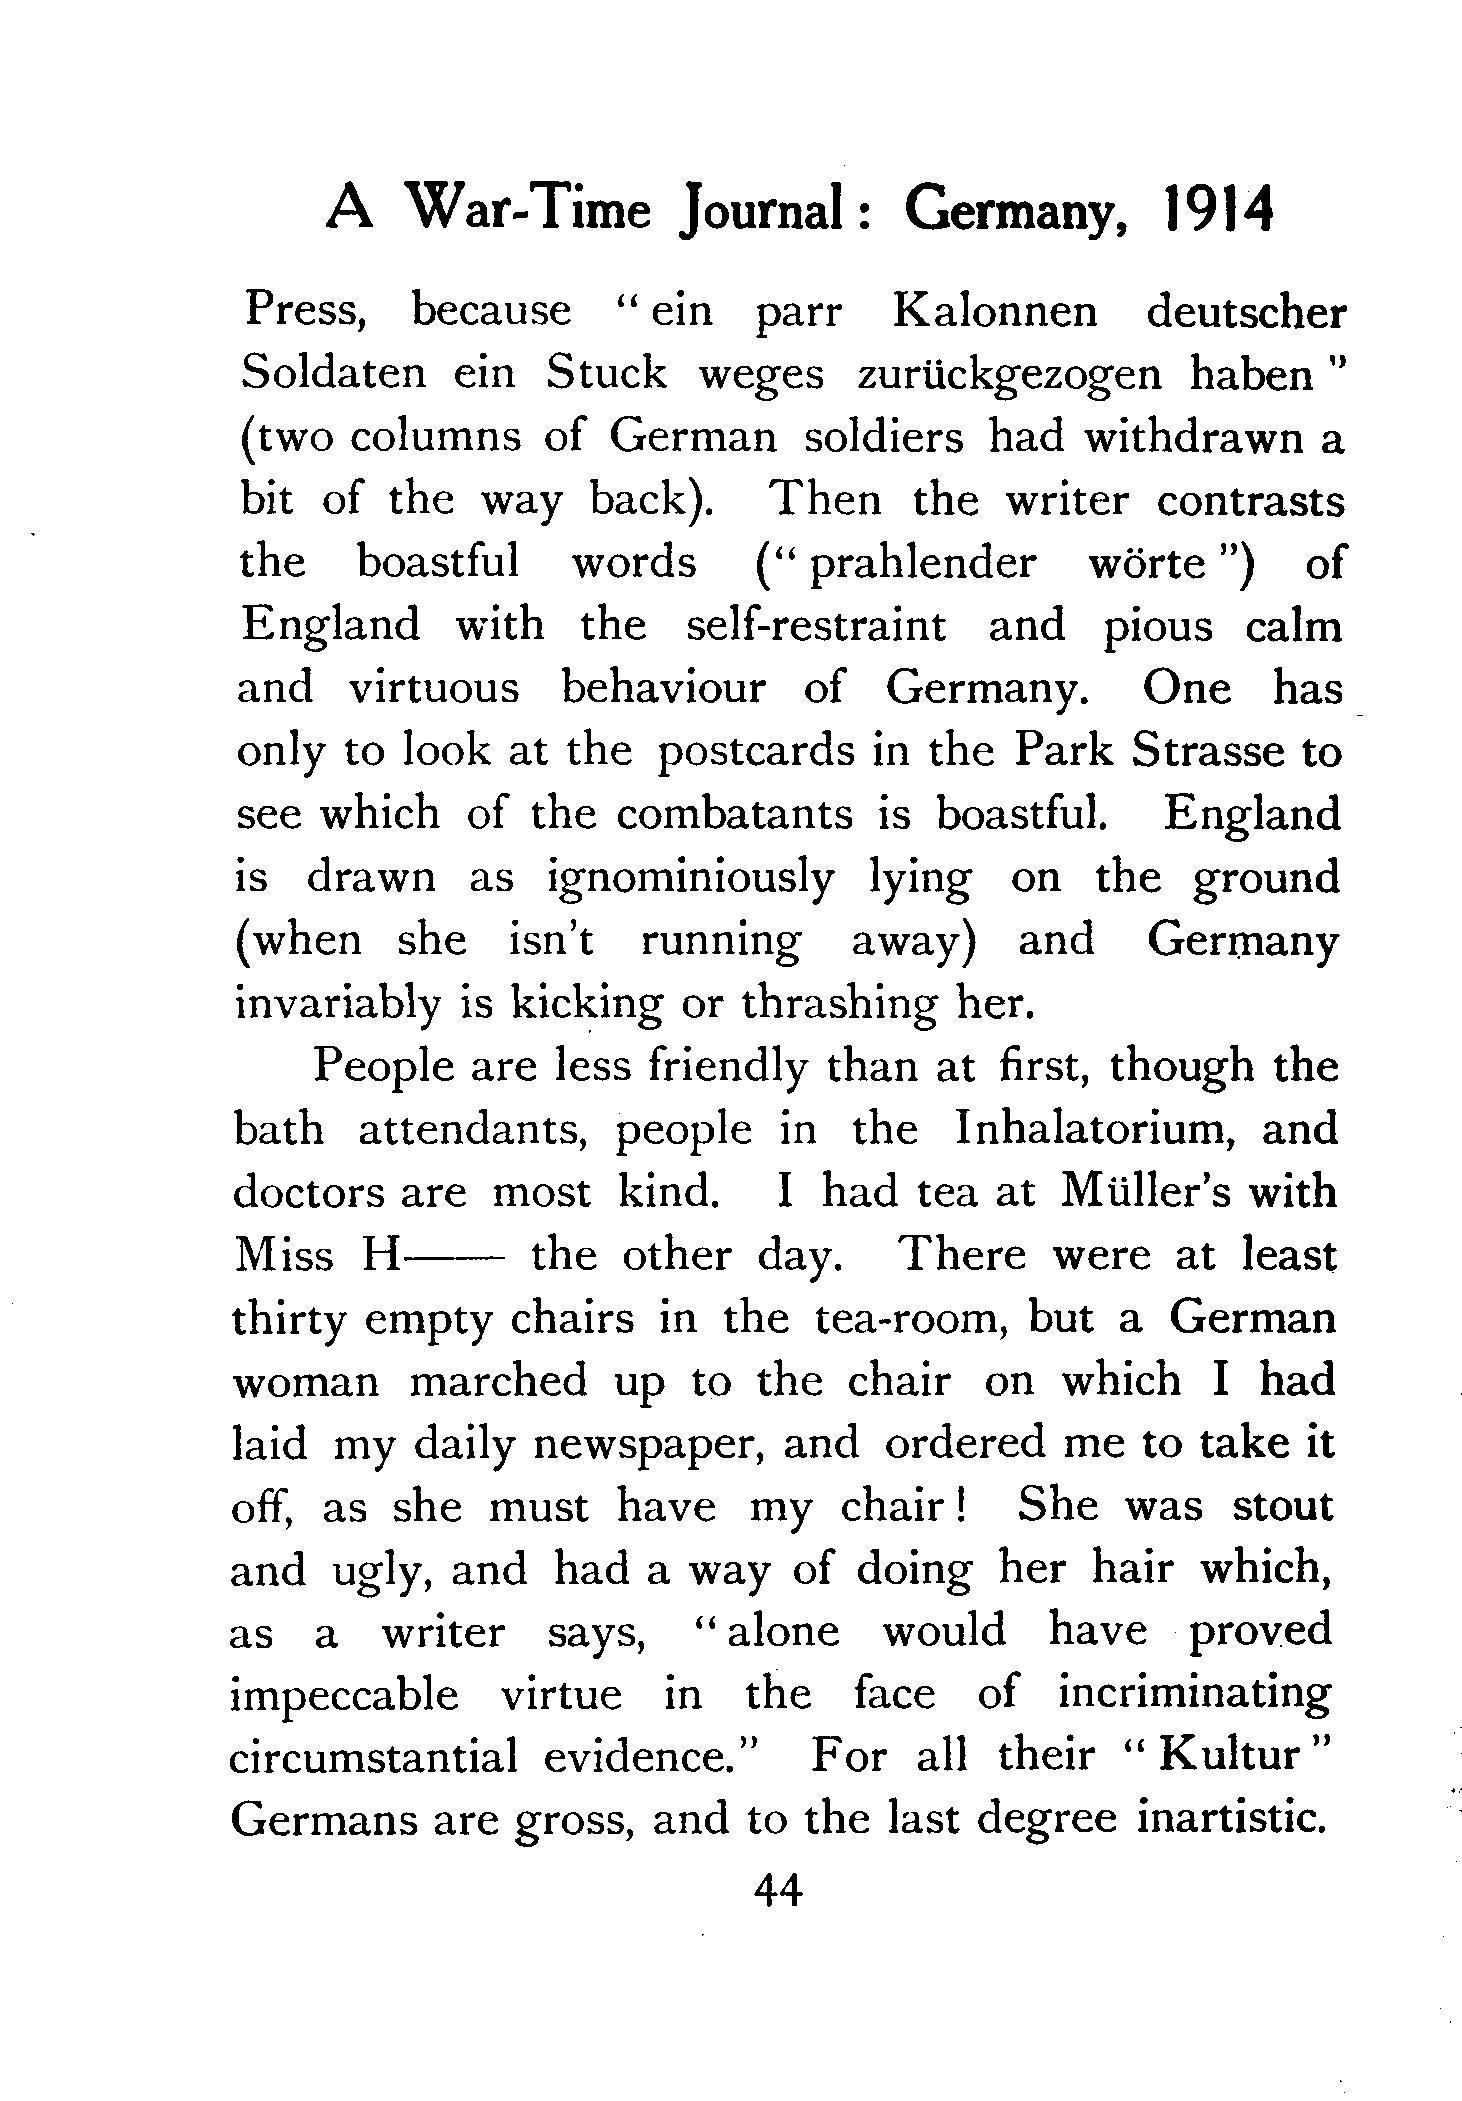 A War-Time Journal: Germany, 1914
Press, because “ein parr Kalonnen deutscher
Soldaten ein Stuck weges zurückgezogen haben”
(two columns of German soldiers had withdrawn a
bit of the way back). Then the writer contrasts
the boastful words (“prahlender wörte”) of
England with the self-restraint and pious calm
and virtuous behaviour of Germany. One has
only to look at the postcards in the Park Strasse to
see which of the combatants is boastful. England
is drawn as ignominiously lying on the ground
(when she isn't running away) and Germany
invariably is kicking or thrashing her.
People are less friendly than at first, though the
bath attendants, people in the Inhalatorium, and
doctors are most kind. I had tea at Müller's with
Miss H—— the other day. There were at least
thirty empty chairs in the tea-room, but a German
woman marched up to the chair on which I had
laid my daily newspaper, and ordered me to take it
off, as she must have my chair! She was stout
and ugly, and had a way of doing her hair which,
as a writer says, “alone would have proved
impeccable virtue in the face of incriminating
circumstantial evidence.” For all their “Kultur”
Germans are gross, and to the last degree inartistic.
44